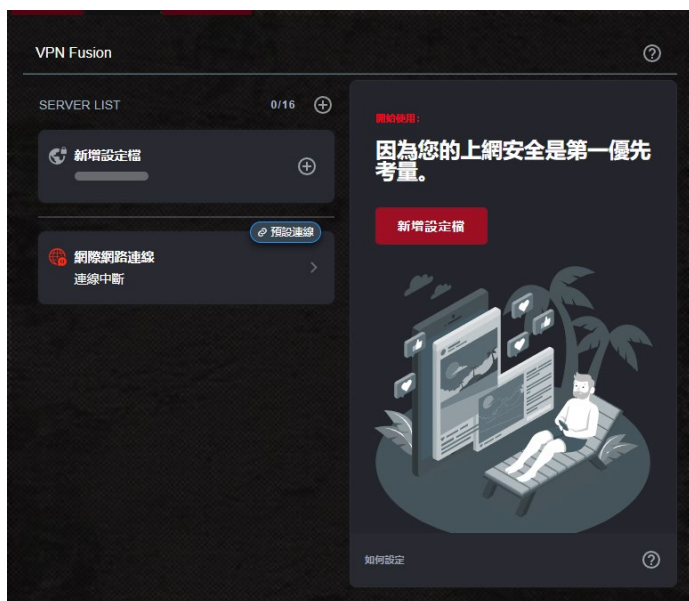 VPN Fusion
SERVER LIST 0/16
新增設定檔
預設連線
網際網路連線
連線中斷
開始使用:
因為您的上網安全是第一優先
考量。
新增設定檔
如何設定